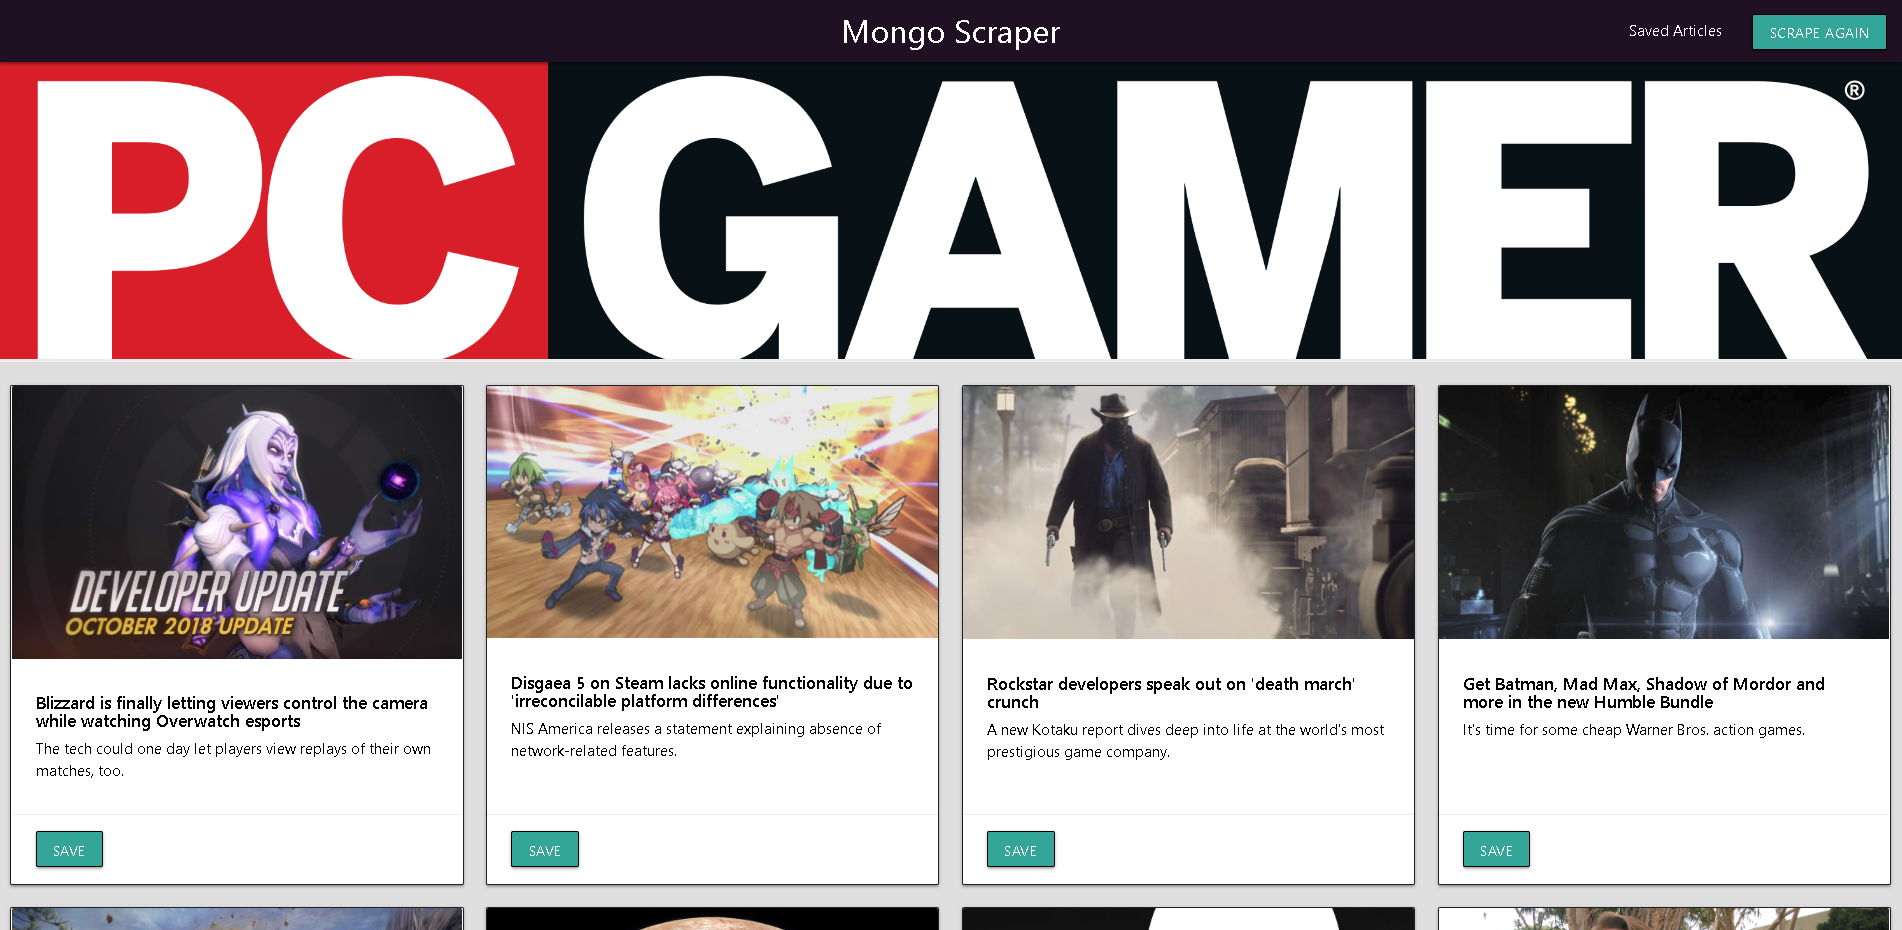 Mongo Scraper
Saved Articles
SCRAPE AGAIN
PC GAMER®
DEVELOPER UPDATE
OCTOBER 2018 UPDATE
Blizzard is finally letting viewers control the camera
while watching Overwatch esports
The tech could one day let players view replays of their own
matches, too.
SAVE
Disgaea 5 on Steam lacks online functionality due to
'irreconcilable platform differences'
NIS America releases a statement explaining absence of
network-related features.
SAVE
Rockstar developers speak out on 'death march'
crunch
A new Kotaku report dives deep into life at the world's most
prestigious game company.
SAVE
Get Batman, Mad Max, Shadow of Mordor and
more in the new Humble Bundle
It's time for some cheap Warner Bros. action games.
SAVE